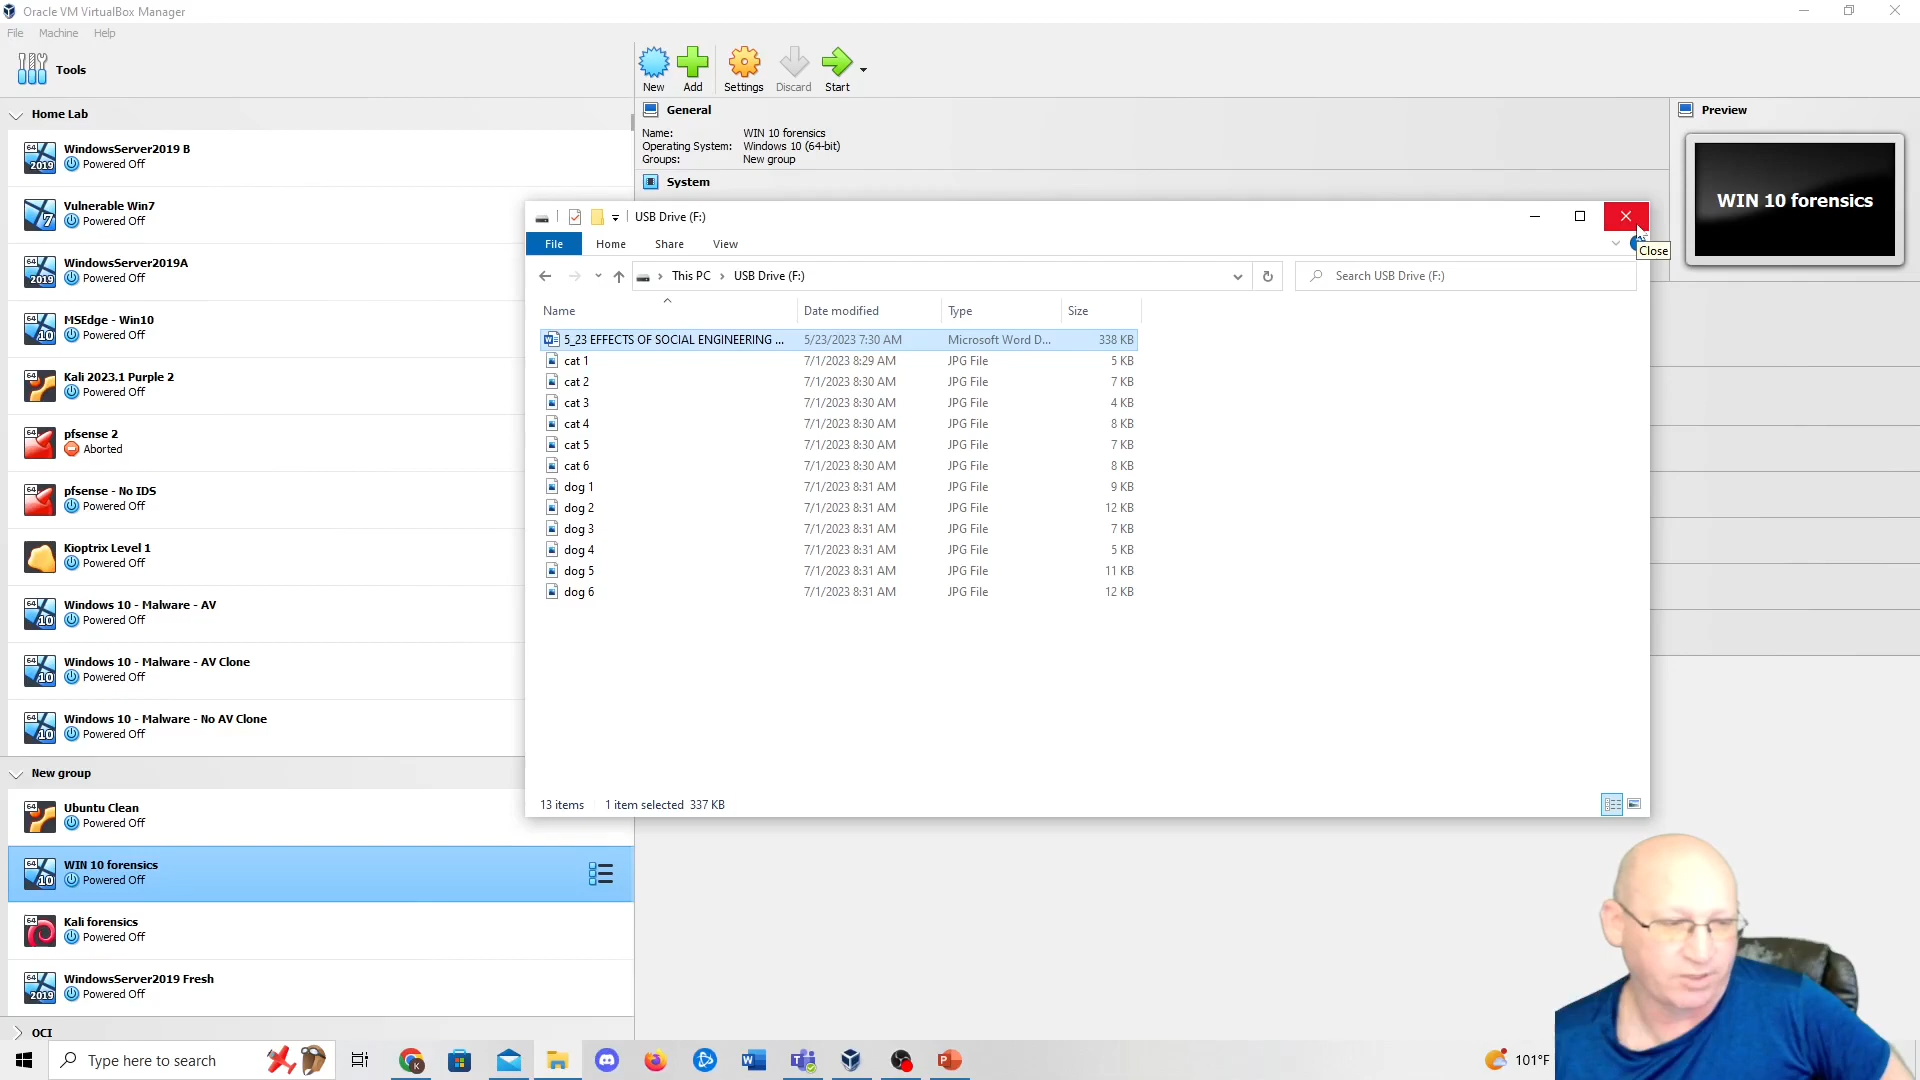 Oracle VM VirtualBox Manager
File Machine Help
Tools
New Add Settings Discard Start
Home Lab
WindowsServer2019 B
Powered Off
Vulnerable Win7
Powered Off
WindowsServer2019A
Powered Off
MSEdge - Win10
Powered Off
Kali 2023.1 Purple 2
Powered Off
pfsense 2
Aborted
pfsense - No IDS
Powered Off
Kioptrix Level 1
Powered Off
Windows 10 - Malware - AV
Powered Off
Windows 10 - Malware - AV Clone
Powered Off
Windows 10 - Malware - No AV Clone
Powered Off
New group
Ubuntu Clean
Powered Off
WIN 10 forensics
Powered Off
Kali forensics
Powered Off
WindowsServer2019 Fresh
Powered Off
OCI
General
Name: WIN 10 forensics
Operating System: Windows 10 (64-bit)
Groups: New group
System
Preview
WIN 10 forensics
USB Drive (F:)
File Home Share View
Close
This PC USB Drive (F:)
Search USB Drive (F:)
Name Date modified Type Size
5_23 EFFECTS OF SOCIAL ENGINEERING ... 5/23/2023 7:30 AM Microsoft Word D... 338 KB
cat 1 7/1/2023 8:29 AM JPG File 5 KB
cat 2 7/1/2023 8:30 AM JPG File 7 KB
cat 3 7/1/2023 8:30 AM JPG File 4 KB
cat 4 7/1/2023 8:30 AM JPG File 8 KB
cat 5 7/1/2023 8:30 AM JPG File 7 KB
cat 6 7/1/2023 8:30 AM JPG File 8 KB
dog 1 7/1/2023 8:31 AM JPG File 9 KB
dog 2 7/1/2023 8:31 AM JPG File 12 KB
dog 3 7/1/2023 8:31 AM JPG File 7 KB
dog 4 7/1/2023 8:31 AM JPG File 5 KB
dog 5 7/1/2023 8:31 AM JPG File 11 KB
dog 6 7/1/2023 8:31 AM JPG File 12 KB
13 items 1 item selected 337 KB
Type here to search
101°F